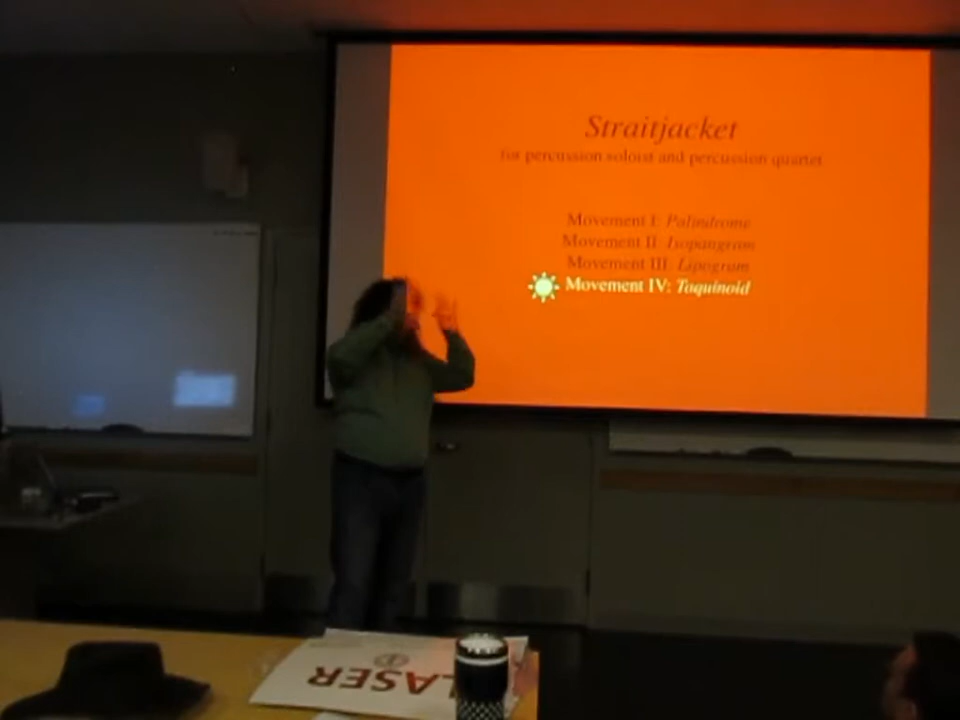 Straitjacket
for percussion soloist and percussion quartet
Movement I: Palindrome
Movement II: Isopangram
Movement III: Lipogram
Movement IV: Taquinoid
LASER